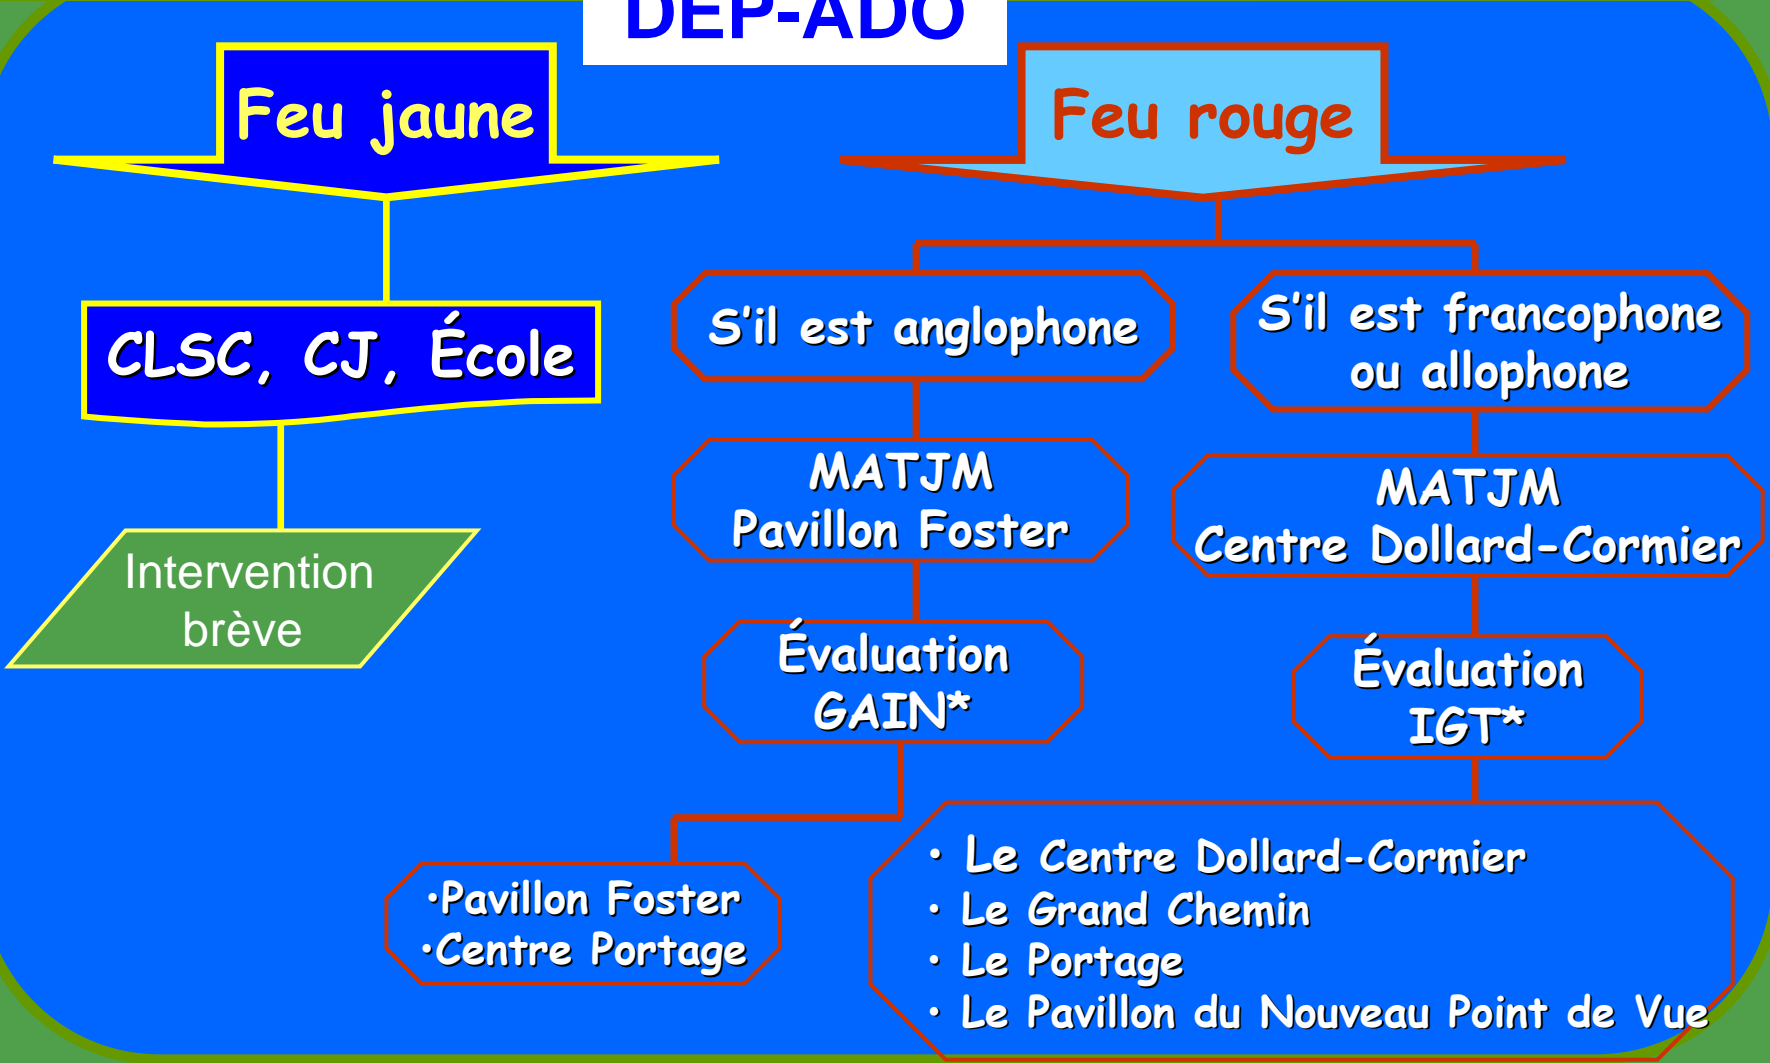 DEP-ADO
Feu jaune
CLSC, CJ, École
Intervention
brève
Feu rouge
S'il est anglophone
MATJM
Pavillon Foster
Évaluation
GAIN*
•Pavillon Foster
•Centre Portage
S'il est francophone
ou allophone
MATJM
Centre Dollard-Cormier
Évaluation
IGT*
• Le Centre Dollard-Cormier
• Le Grand Chemin
• Le Portage
• Le Pavillon du Nouveau Point de Vue